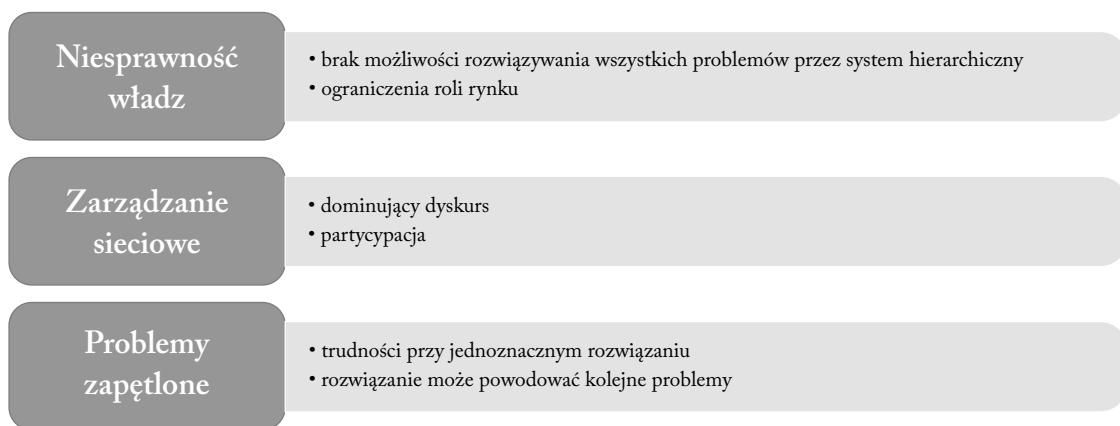 Niesprawność
władz
• brak możliwości rozwiązywania wszystkich problemów przez system hierarchiczny
• ograniczenia roli rynku
Zarządzanie
sieciowe
• dominujący dyskurs
• partycypacja
Problemy
zapętlone
• trudności przy jednoznacznym rozwiązaniu
• rozwiązanie może powodować kolejne problemy